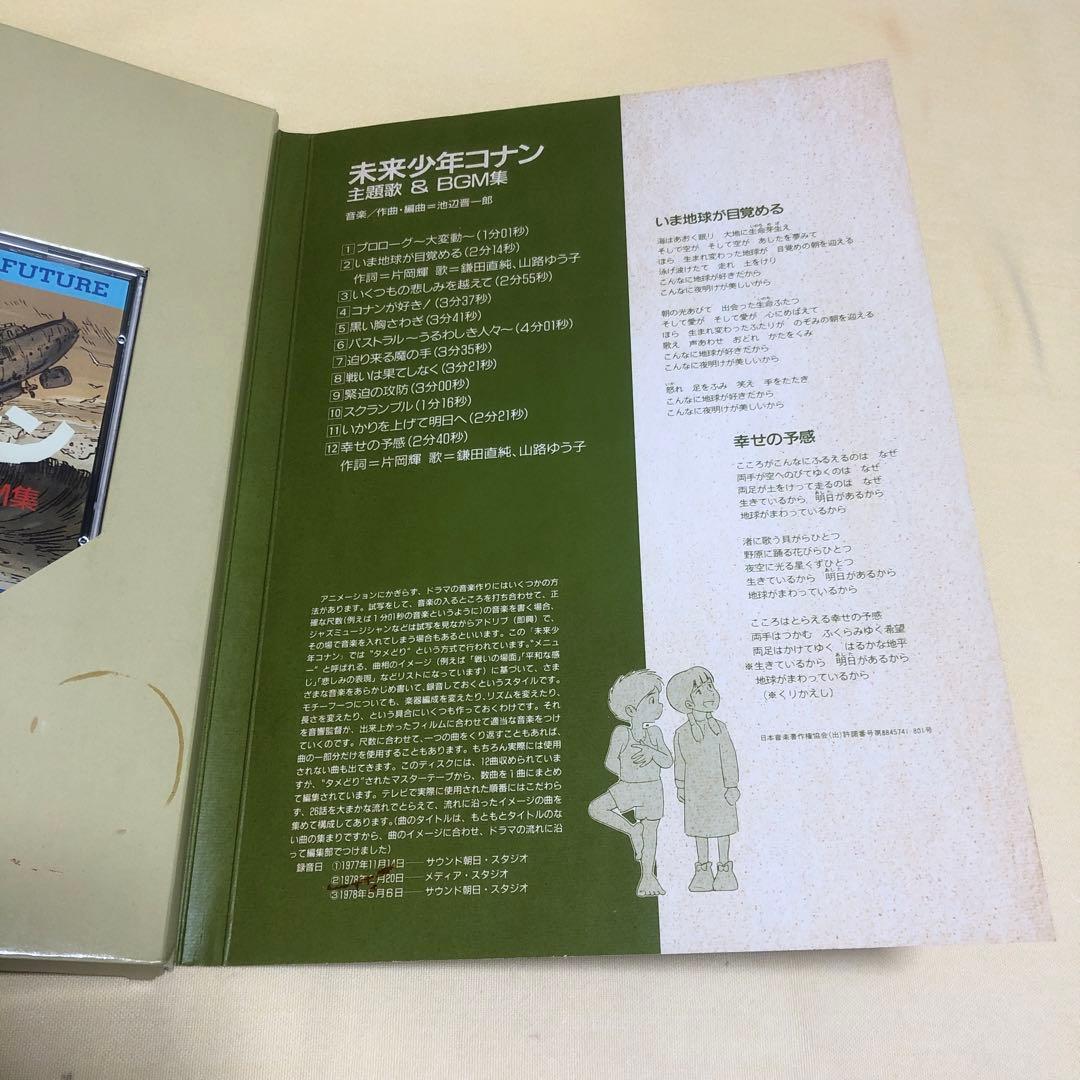 FUTURE
ン
M集
未来少年コナン
主題歌 & BGM集
音楽/作曲・編曲=池辺晋一郎
1 プロローグ〜大変動〜(1分01秒)
2 いま地球が目覚める(2分14秒)
作詞=片岡輝 歌=鎌田直純、山路ゆう子
3 いくつもの悲しみを越えて(2分55秒)
4 コナンが好き!(3分37秒)
5 黒い胸さわぎ(3分41秒)
6 パストラル〜うるわしき人々〜(4分01秒)
7 迫り来る魔の手(3分35秒)
8 戦いは果てしなく(3分21秒)
9 緊迫の攻防(3分00秒)
10 スクランブル(1分16秒)
11 いかりを上げて明日へ(2分21秒)
12 幸せの予感(2分40秒)
作詞=片岡輝 歌=鎌田直純、山路ゆう子
アニメーションにかぎらず、ドラマの音楽作りにはいくつかの方
法があります。試写をして、音楽の入るところを打ち合わせて、正
確な尺数(例えば1分01秒の音楽というように)の音楽を書く場合、
ジャズミュージシャンなどは試写を見ながらアドリブ(即興)で、
その場で音楽を入れてしまう場合もあるといいます。この「未来少
年コナン」では"タメどり"という方式で行われています。"メニュ
ー"と呼ばれる、曲相のイメージ(例えば「戦いの場面」「平和な感
じ」「悲しみの表現」などリストになっています)に基づいて、さま
ざまな音楽をあらかじめ書いて、録音しておくというスタイルです。
モチーフ一つについても、楽器編成を変えたり、リズムを変えたり、
長さを変えたり、という具合にいくつも作っておくわけです。それ
を音響監督が、出来上がったフィルムに合わせて適当な音楽をつけ
ていくのです。尺数に合わせて、一つの曲をくり返すこともあれば、
曲の一部分だけを使用することもあります。もちろん実際には使用
されない曲も出てきます。このディスクには、12曲収められていま
すが、"タメどり"されたマスターテープから、数曲を1曲にまとめ
て編集されています。テレビで実際に使用された順番にはこだわら
ず、26話を大まかな流れでとらえて、流れに沿ったイメージの曲を
集めて構成してあります。(曲のタイトルは、もともとタイトルのな
い曲の集まりですから、曲のイメージに合わせ、ドラマの流れに沿
って編集部でつけました)
録音日 ①1977年11月14日——サウンド朝日・スタジオ
②1978年 月20日——メディア・スタジオ
③1978年5月6日——サウンド朝日・スタジオ
いま地球が目覚める
海はあおく眠り 大地に生命芽生え
そして空が そして空が あしたを夢みて
ほら 生まれ変わった地球が 目覚めの朝を迎える
泳げ波けたて 走れ 土をけり
こんなに地球が好きだから
こんなに夜明けが美しいから
朝の光あびて 出会った生命ふたつ
そして愛が そして愛が 心にめばえて
ほら 生まれ変わったふたりが のぞみの朝を迎える
歌え 声あわせ おどれ かたをくみ
こんなに地球が好きだから
こんなに夜明けが美しいから
怒れ 足をふみ 笑え 手をたたき
こんなに地球が好きだから
こんなに夜明けが美しいから
幸せの予感
こころがこんなにふるえるのは なぜ
両手が空へのびてゆくのは なぜ
両足が土をけって走るのは なぜ
生きているから 明日があるから
地球がまわっているから
渚に歌う貝がらひとつ
野原に踊る花びらひとつ
夜空に光る星くずひとつ
生きているから 明日があるから
地球がまわっているから
こころはとらえる幸せの予感
両手はつかむ ふくらみゆく希望
両足はかけてゆく はるかな地平
※生きているから 明日があるから
地球がまわっているから
(※くりかえし)
日本音楽著作権協会(出)許諾番号第8845741-801号